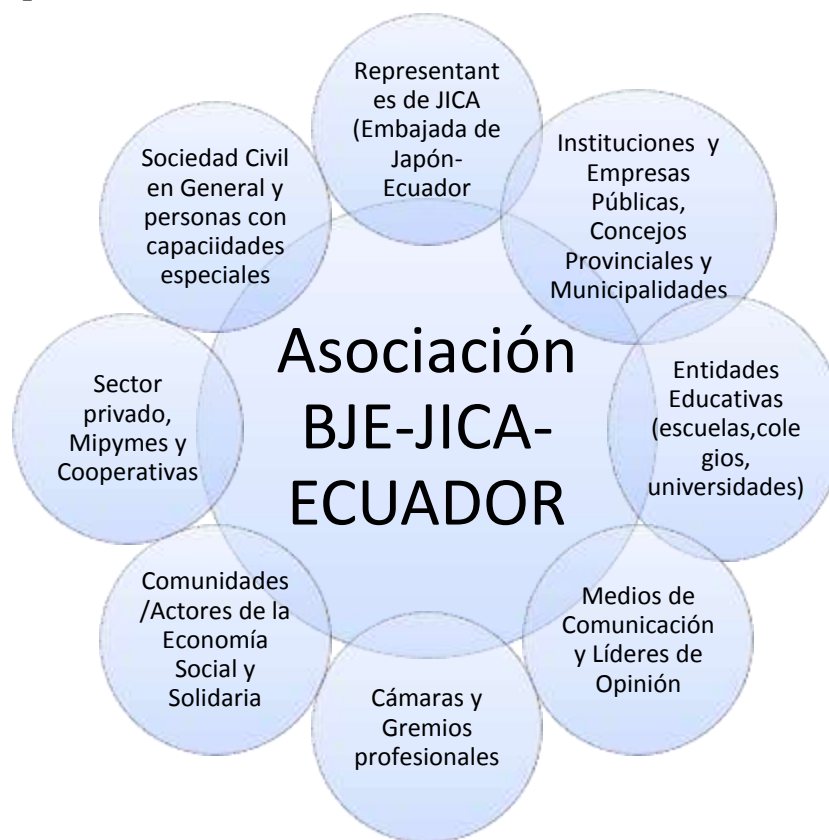 Representant
es de JICA
(Embajada de
Japón-
Ecuador
Instituciones y
Empresas
Públicas,
Concejos
Provinciales y
Municipalidades
Entidades
Educativas
(escuelas,cole
gios,
universidades)
Medios de
Comunicación
y Líderes de
Opinión
Cámaras y
Gremios
profesionales
Comunidades
/Actores de la
Economía
Social y
Solidaria
Sector
privado,
Mipymes y
Cooperativas
Sociedad Civil
en General y
personas con
capaciidades
especiales
Asociación
BJE-JICA-
ECUADOR